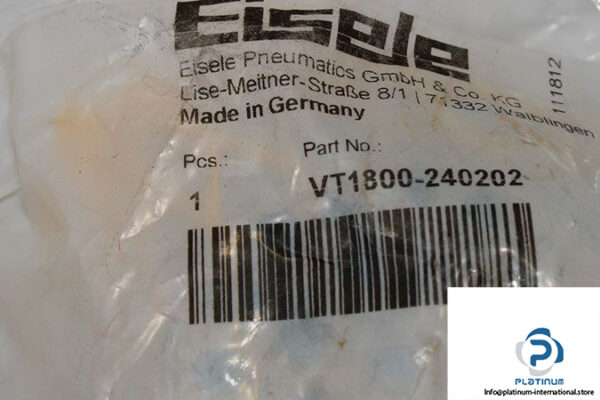 Eisele
Eisele Pneumatics GmbH & Co. KG
Lise-Meitner-Straße 8/1 | 71332 Waiblingen
Made in Germany
111812
Pcs.:
Part No.:
1
VT1800-240202
PLATINUM
Info@platinum-international.store